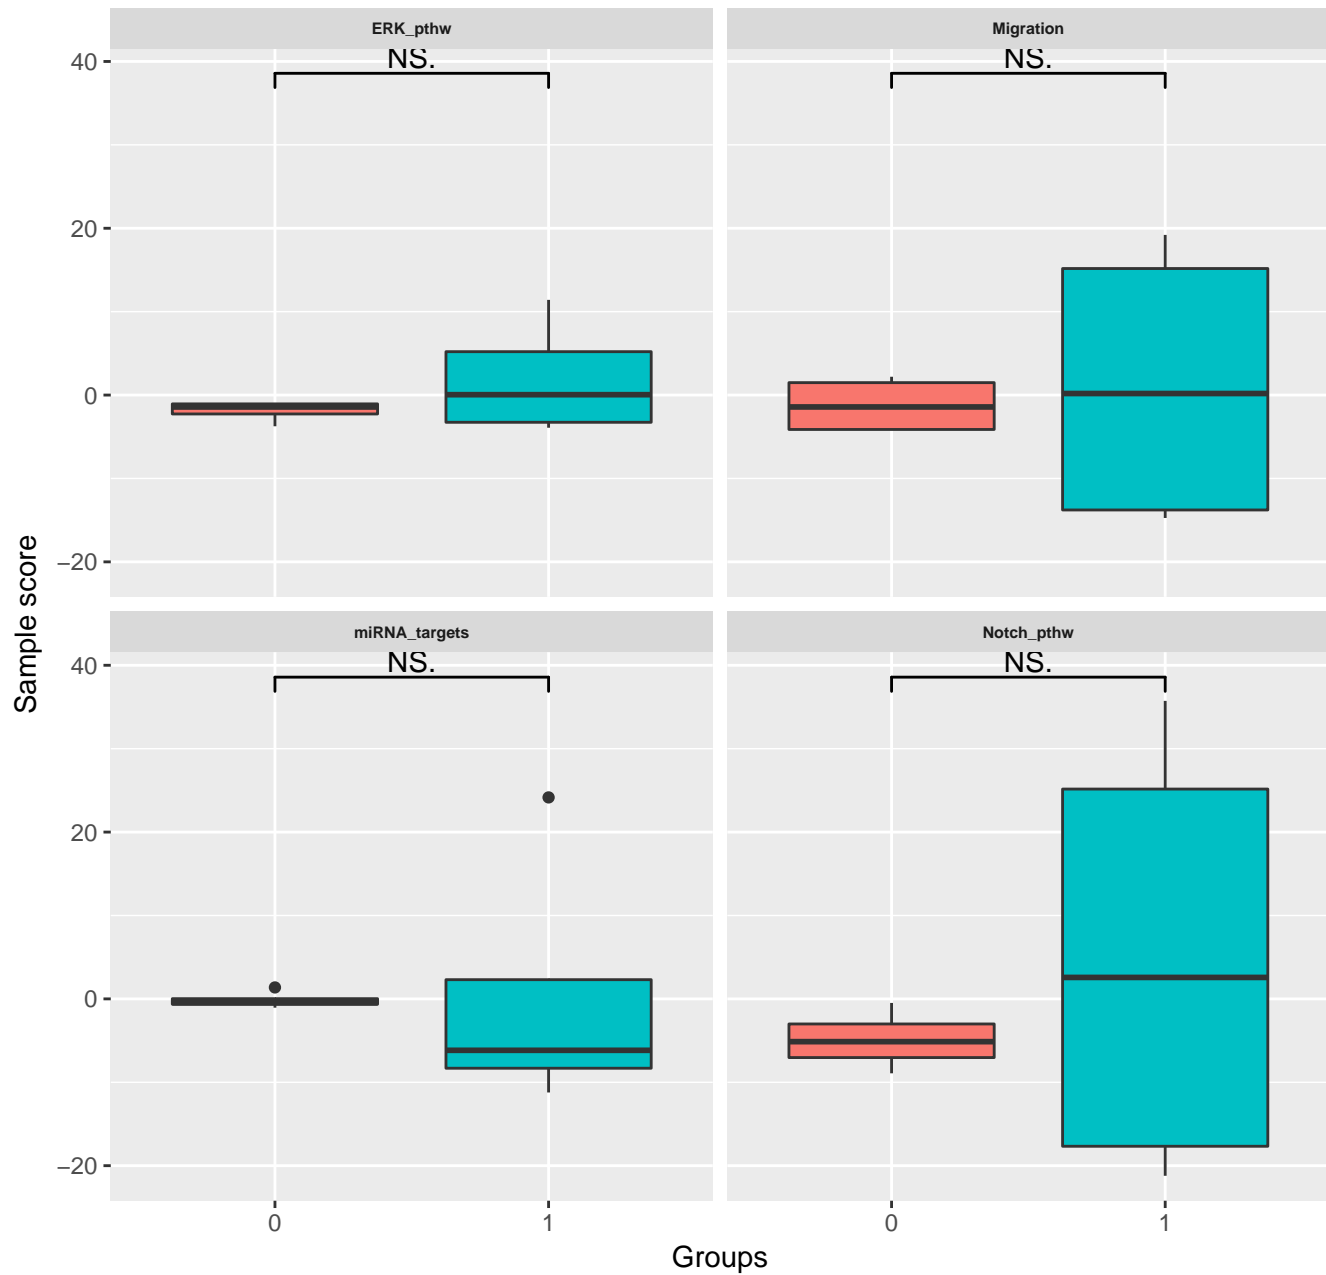 ERK_pthw
Migration
NS.
NS.
40
20
0
−20
miRNA_targets
Notch_pthw
NS.
NS.
40
20
0
−20
0
1
0
1
Groups
Sample score